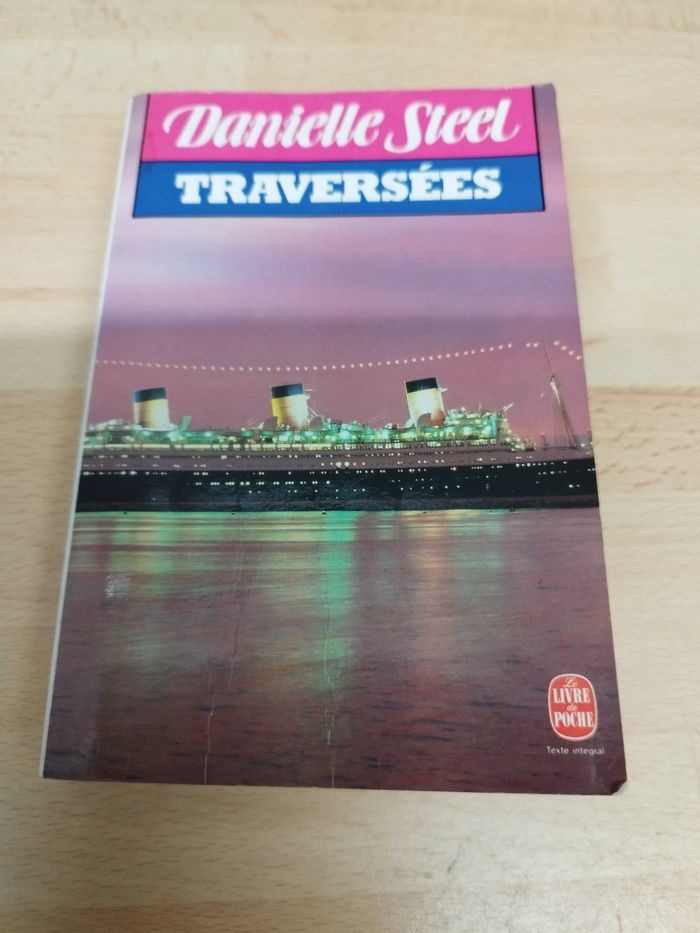 Danielle Steel
TRAVERSÉES
Le
LIVRE
de
POCHE
Texte intégral